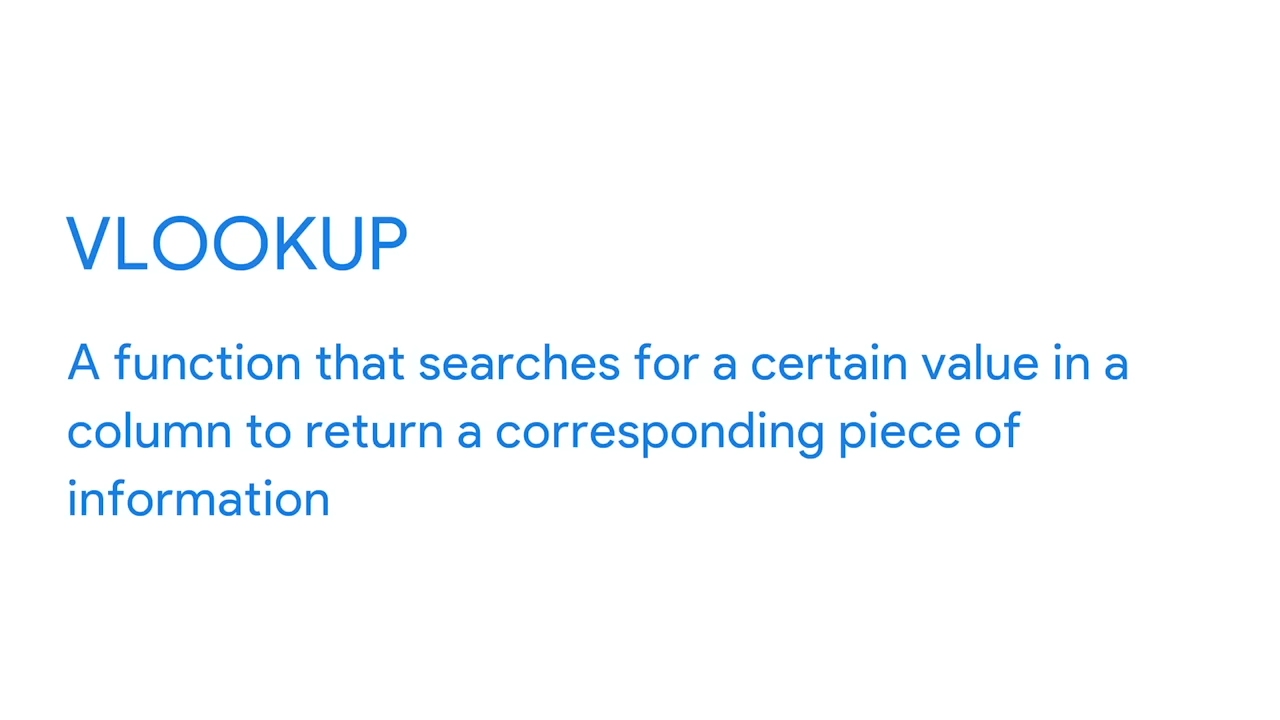 VLOOKUP
A function that searches for a certain value in a
column to return a corresponding piece of
information